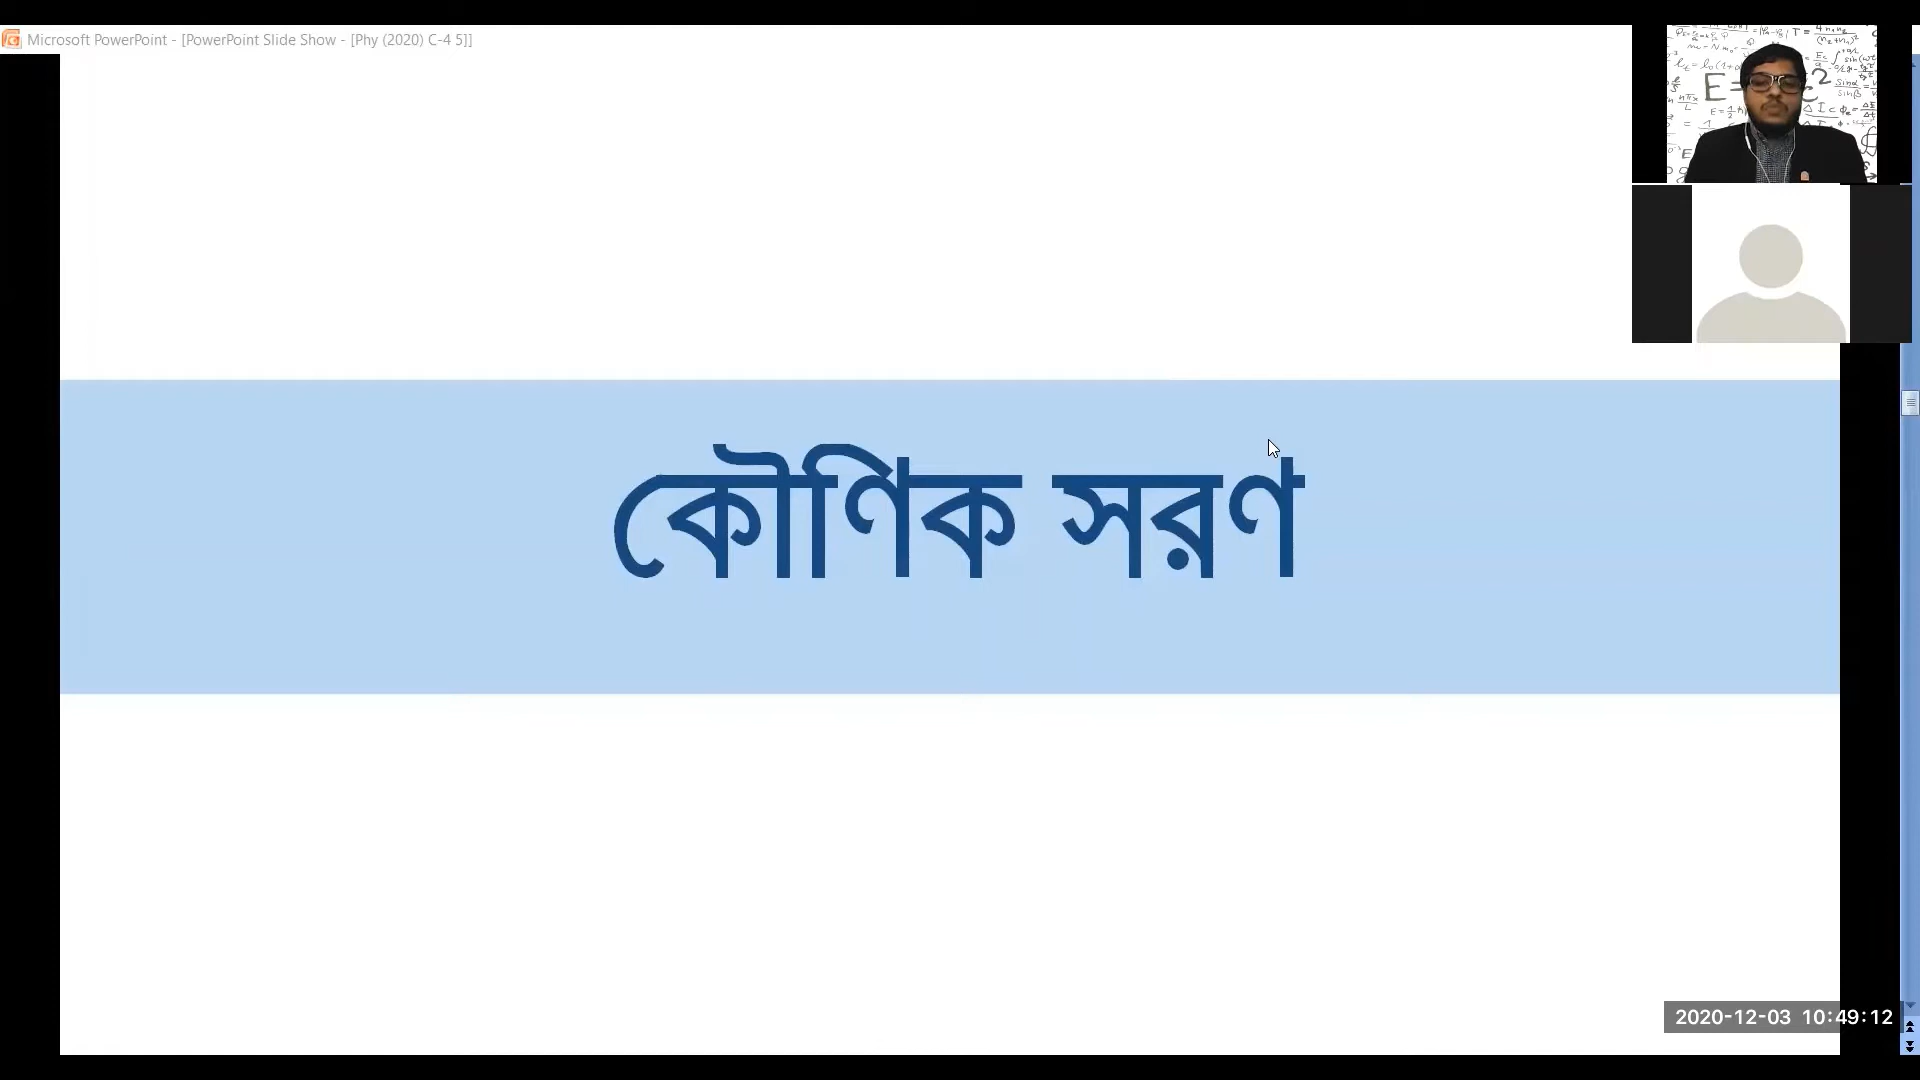 Microsoft PowerPoint - [PowerPoint Slide Show - [Phy (2020) C-4 5]]
কৌণিক সরণ
2020-12-03 10:49:12